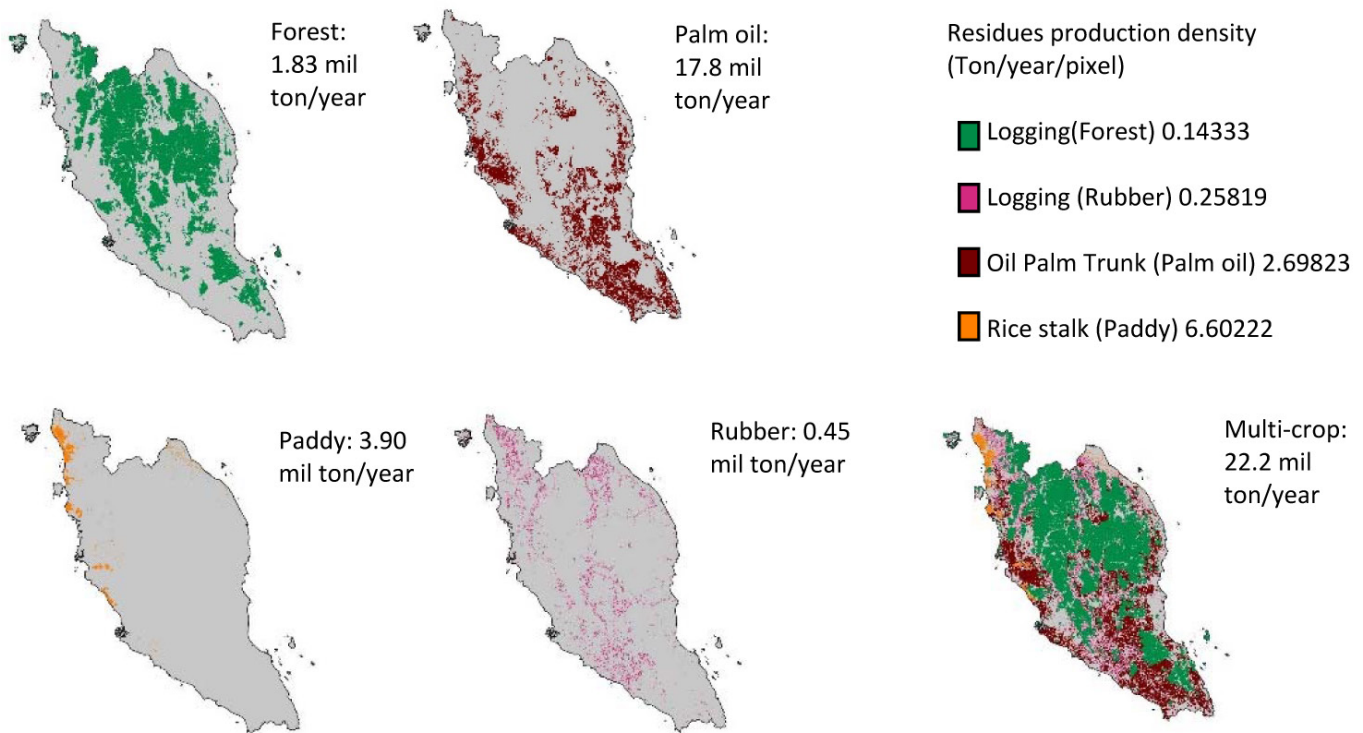 Forest:
1.83 mil
ton/year
Palm oil:
17.8 mil
ton/year
Residues production density
(Ton/year/pixel)
Logging(Forest) 0.14333
Logging (Rubber) 0.25819
Oil Palm Trunk (Palm oil) 2.69823
Rice stalk (Paddy) 6.60222
Paddy: 3.90
mil ton/year
Rubber: 0.45
mil ton/year
Multi-crop:
22.2 mil
ton/year